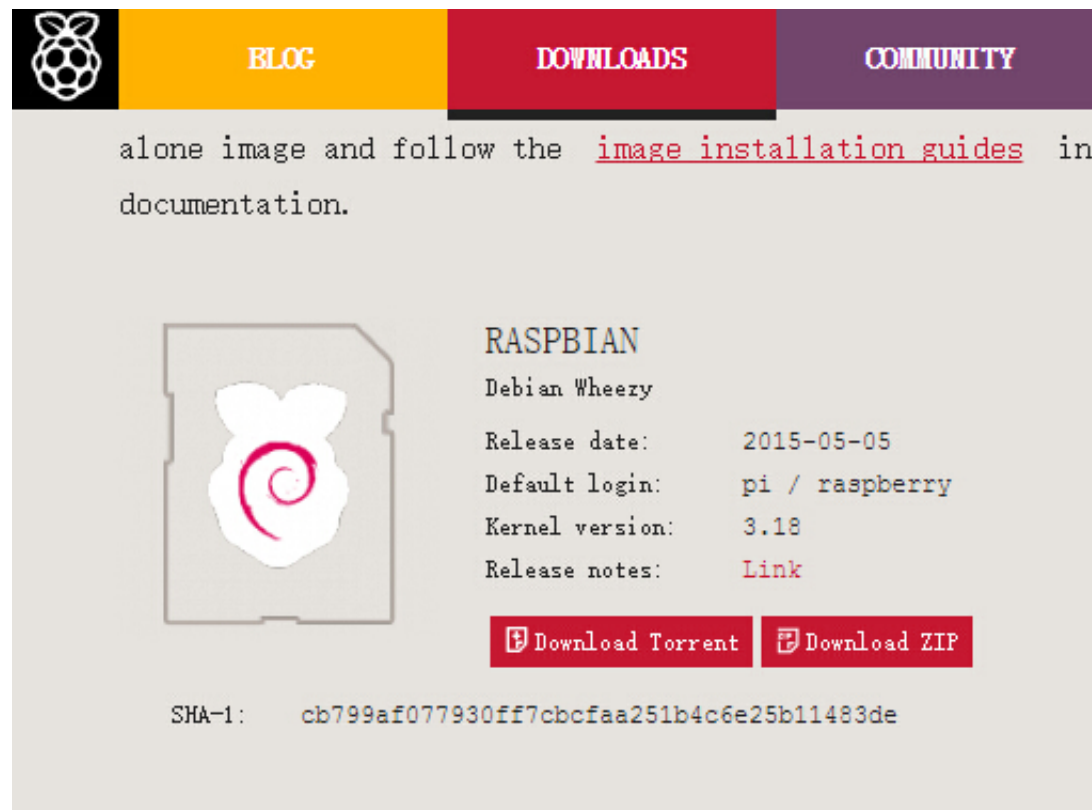 BLOG DOWNLOADS COMMUNITY
alone image and follow the image installation guides in
documentation.
RASPBIAN
Debian Wheezy
Release date: 2015-05-05
Default login: pi / raspberry
Kernel version: 3.18
Release notes: Link
Download Torrent Download ZIP
SHA-1: cb799af077930ff7cbcfaa251b4c6e25b11483de